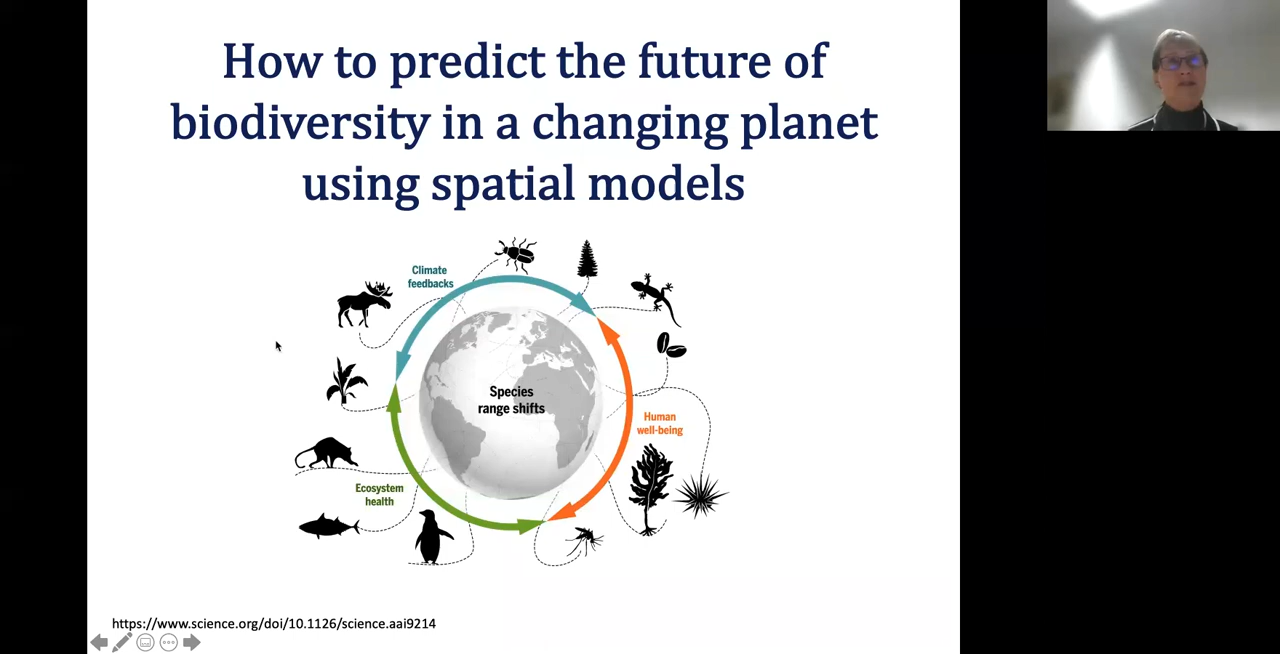 How to predict the future of
biodiversity in a changing planet
using spatial models
Climate
feedbacks
Species
range shifts
Human
well-being
Ecosystem
health
https://www.science.org/doi/10.1126/science.aai9214